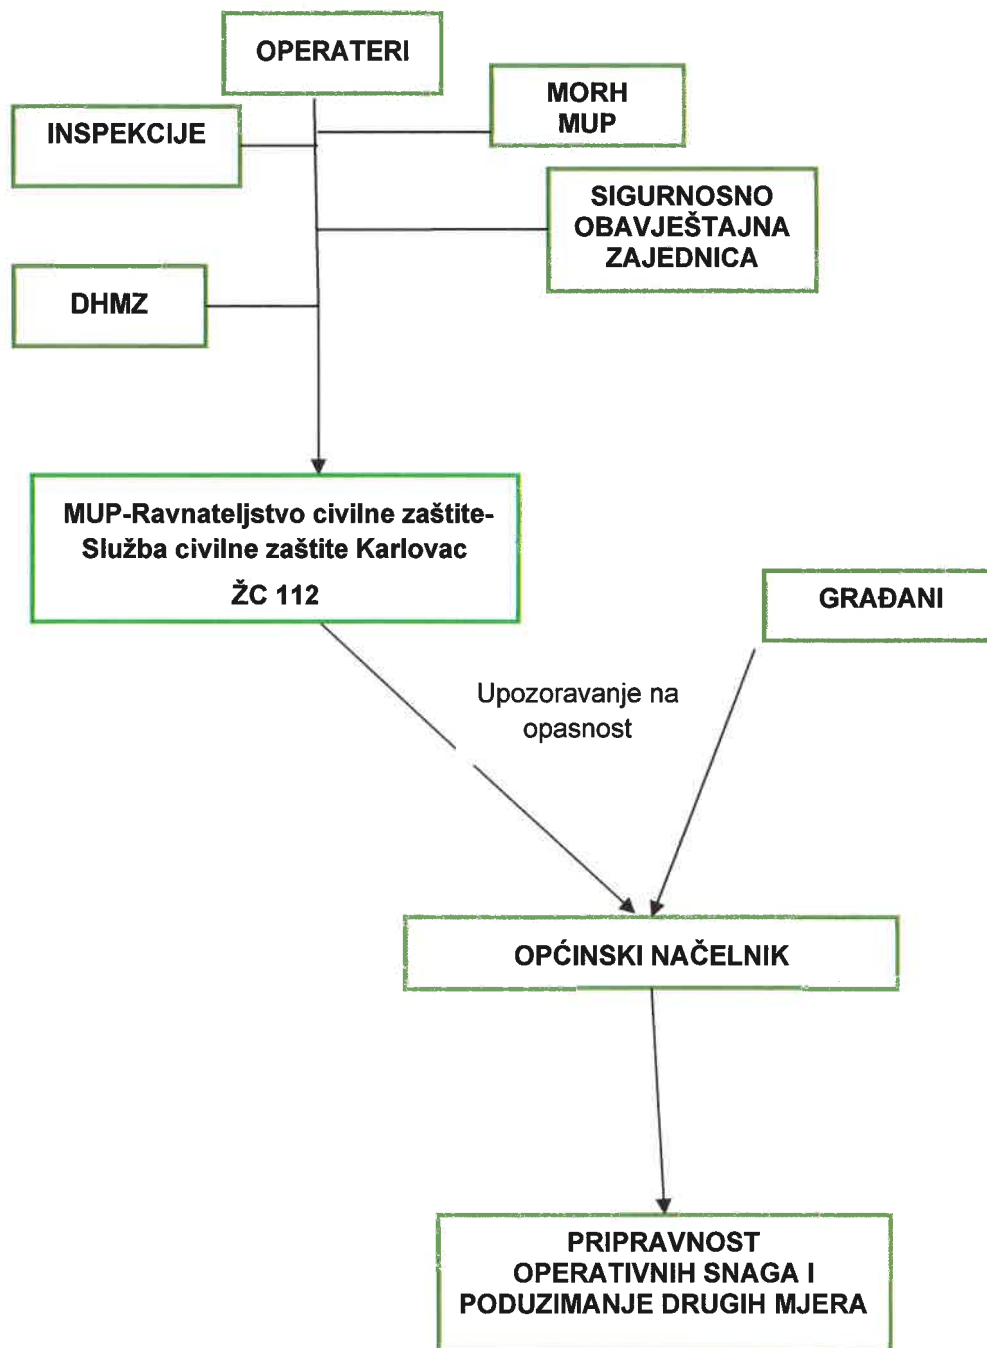 OPERATERI
MORH
MUP
INSPEKCIJE
SIGURNOSNO
OBAVJEŠTAJNA
ZAJEDNICA
DHMZ
MUP-Ravnateljstvo civilne zaštite-
Služba civilne zaštite Karlovac
ŽC 112
GRAĐANI
Upozoravanje na
opasnost
OPĆINSKI NAČELNIK
PRIPRAVNOST
OPERATIVNIH SNAGA I
PODUZIMANJE DRUGIH MJERA